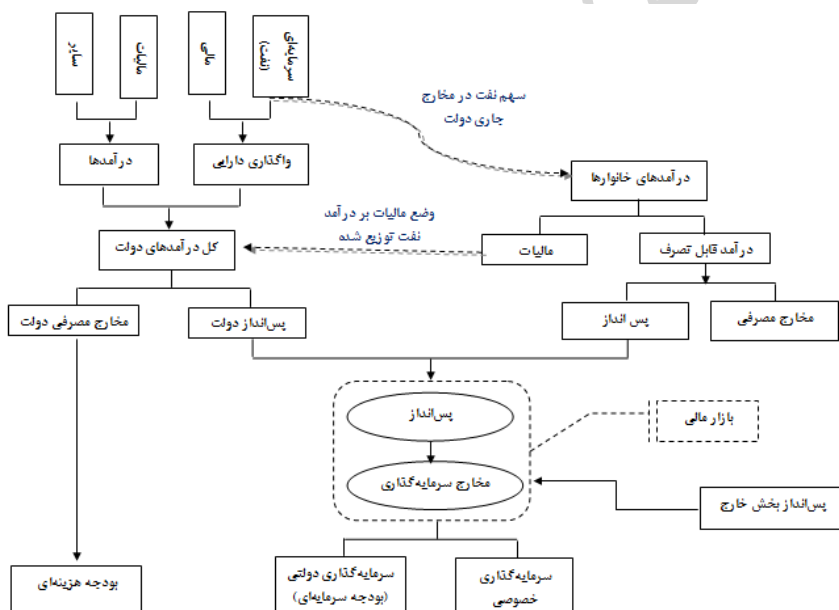 سرمایه‌ای
(نفت)
مالی
مالیات
سایر
سهم نفت در مخارج
جاری دولت
درآمدهای خانوارها
واگذاری دارایی
درآمدها
وضع مالیات بر درآمد
نفت توزیع شده
درآمد قابل تصرف
مالیات
کل درآمدهای دولت
مخارج مصرفی
پس انداز
پس‌انداز دولت
مخارج مصرفی دولت
پس‌انداز
بازار مالی
مخارج سرمایه‌گذاری
پس‌انداز بخش خارج
سرمایه‌گذاری
خصوصی
سرمایه‌گذاری دولتی
(بودجه سرمایه‌ای)
بودجه هزینه‌ای